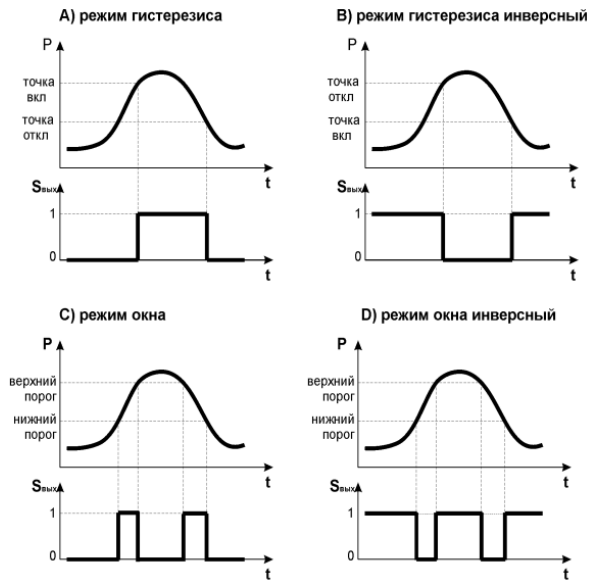 А) режим гистерезиса
P
точка
вкл
точка
откл
t
Sвых
1
0
t
В) режим гистерезиса инверсный
P
точка
откл
точка
вкл
t
Sвых
1
0
t
С) режим окна
P
верхний
порог
нижний
порог
t
Sвых
1
0
t
D) режим окна инверсный
P
верхний
порог
нижний
порог
t
Sвых
1
0
t